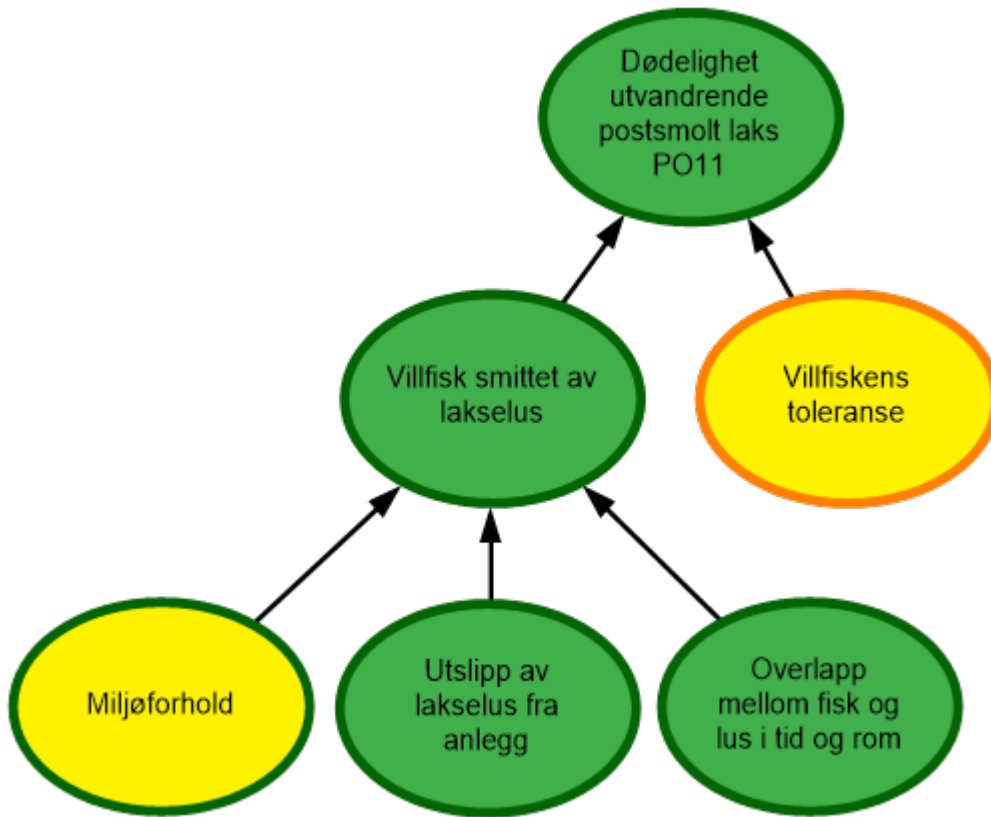 Dødelighet
utvandrende
postsmolt laks
PO11
Villfisk smittet av
lakselus
Villfiskens
toleranse
Miljøforhold
Utslipp av
lakselus fra
anlegg
Overlapp
mellom fisk og
lus i tid og rom